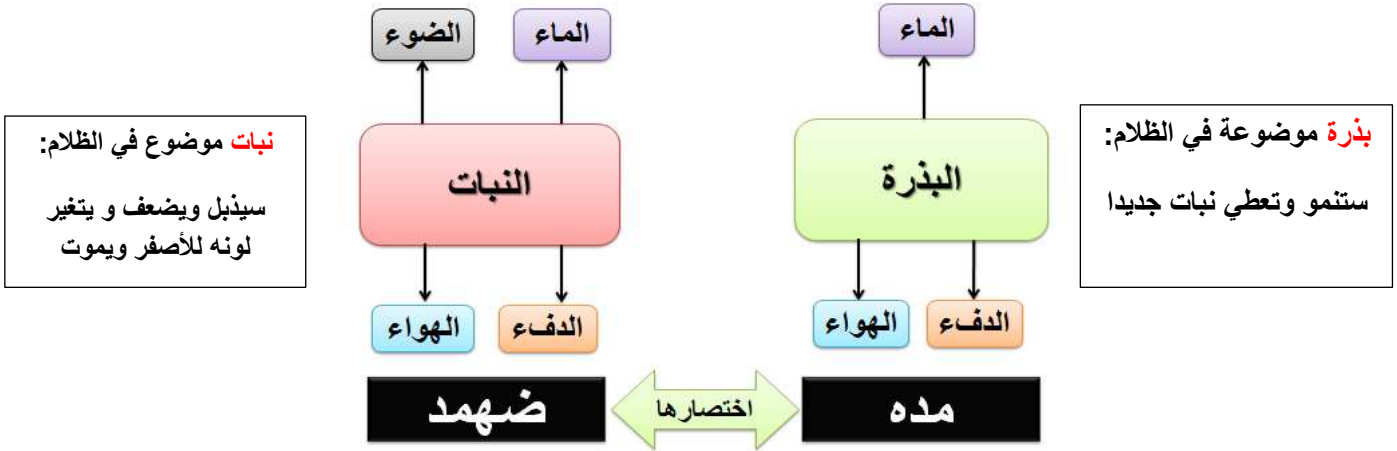 الماء
البذرة
الدفء
الهواء
مده
بذرة موضوعة في الظلام:
ستنمو وتعطي نبات جديدا
الماء
الضوء
النبات
الدفء
الهواء
ضهمد
اختصارها
نبات موضوع في الظلام:
سيذبل ويضعف و يتغير
لونه للأصفر ويموت